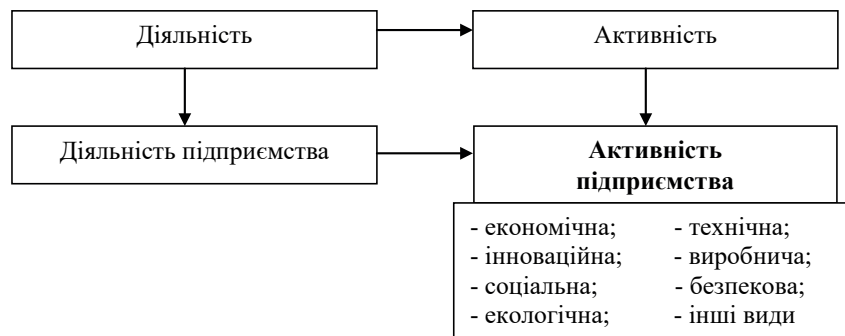 Діяльність
Активність
Діяльність підприємства
Активність
підприємства
- економічна;
- інноваційна;
- соціальна;
- екологічна;
- технічна;
- виробнича;
- безпекова;
- інші види